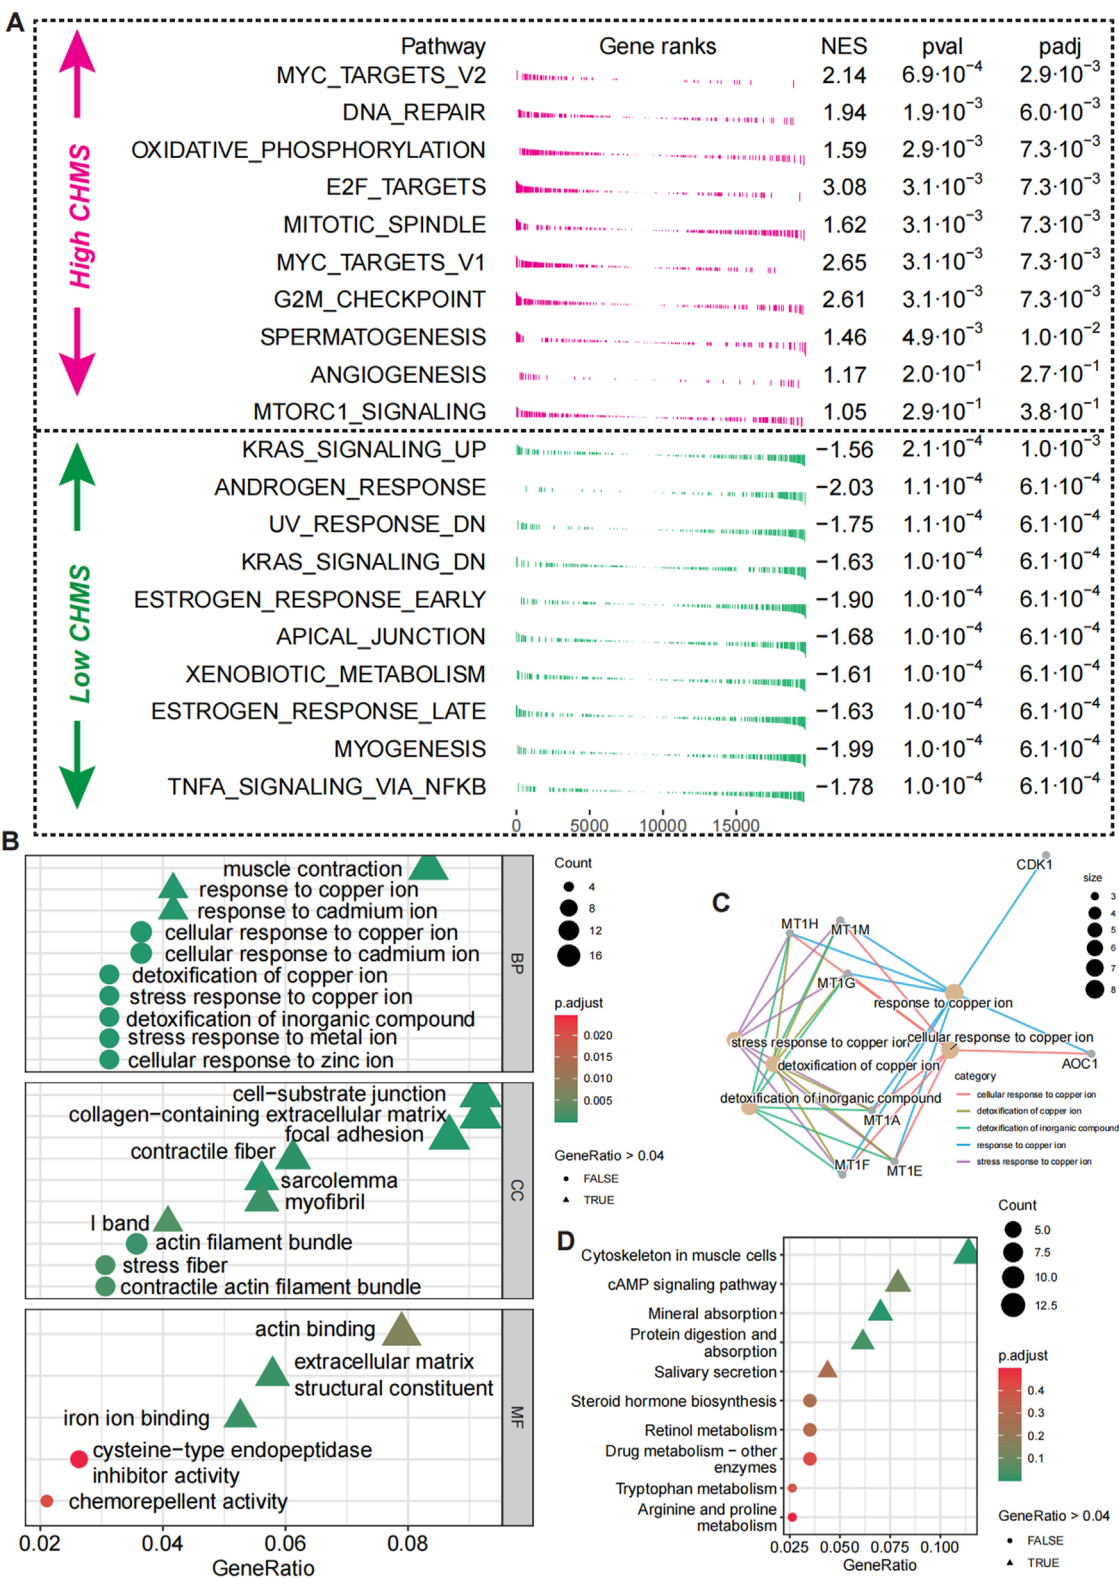 A
Pathway Gene ranks NES pval padj
MYC_TARGETS_V2 2.14 6.9·10−4 2.9·10−3
DNA_REPAIR 1.94 1.9·10−3 6.0·10−3
OXIDATIVE_PHOSPHORYLATION 1.59 2.9·10−3 7.3·10−3
E2F_TARGETS 3.08 3.1·10−3 7.3·10−3
MITOTIC_SPINDLE 1.62 3.1·10−3 7.3·10−3
MYC_TARGETS_V1 2.65 3.1·10−3 7.3·10−3
G2M_CHECKPOINT 2.61 3.1·10−3 7.3·10−3
SPERMATOGENESIS 1.46 4.9·10−3 1.0·10−2
ANGIOGENESIS 1.17 2.0·10−1 2.7·10−1
MTORC1_SIGNALING 1.05 2.9·10−1 3.8·10−1
High CHMS
KRAS_SIGNALING_UP −1.56 2.1·10−4 1.0·10−3
ANDROGEN_RESPONSE −2.03 1.1·10−4 6.1·10−4
UV_RESPONSE_DN −1.75 1.1·10−4 6.1·10−4
KRAS_SIGNALING_DN −1.63 1.0·10−4 6.1·10−4
ESTROGEN_RESPONSE_EARLY −1.90 1.0·10−4 6.1·10−4
APICAL_JUNCTION −1.68 1.0·10−4 6.1·10−4
XENOBIOTIC_METABOLISM −1.61 1.0·10−4 6.1·10−4
ESTROGEN_RESPONSE_LATE −1.63 1.0·10−4 6.1·10−4
MYOGENESIS −1.99 1.0·10−4 6.1·10−4
TNFA_SIGNALING_VIA_NFKB −1.78 1.0·10−4 6.1·10−4
Low CHMS
0 5000 10000 15000
B
muscle contraction
response to copper ion
response to cadmium ion
cellular response to copper ion
cellular response to cadmium ion
detoxification of copper ion
stress response to copper ion
detoxification of inorganic compound
stress response to metal ion
cellular response to zinc ion
BP
cell−substrate junction
collagen−containing extracellular matrix
focal adhesion
contractile fiber
sarcolemma
myofibril
I band
actin filament bundle
stress fiber
contractile actin filament bundle
CC
actin binding
extracellular matrix
structural constituent
iron ion binding
cysteine−type endopeptidase
inhibitor activity
chemorepellent activity
MF
0.02 0.04 0.06 0.08
GeneRatio
Count
4
8
12
16
p.adjust
0.020
0.015
0.010
0.005
GeneRatio > 0.04
FALSE
TRUE
C
CDK1
MT1H
MT1M
MT1G
response to copper ion
stress response to copper ion
cellular response to copper ion
detoxification of copper ion
AOC1
detoxification of inorganic compound
MT1A
MT1F
MT1E
size
3
4
5
6
7
8
category
cellular response to copper ion
detoxification of copper ion
detoxification of inorganic compound
response to copper ion
stress response to copper ion
D
Cytoskeleton in muscle cells
cAMP signaling pathway
Mineral absorption
Protein digestion and
absorption
Salivary secretion
Steroid hormone biosynthesis
Retinol metabolism
Drug metabolism − other
enzymes
Tryptophan metabolism
Arginine and proline
metabolism
0.025 0.050 0.075 0.100
GeneRatio
Count
5.0
7.5
10.0
12.5
p.adjust
0.4
0.3
0.2
0.1
GeneRatio > 0.04
FALSE
TRUE